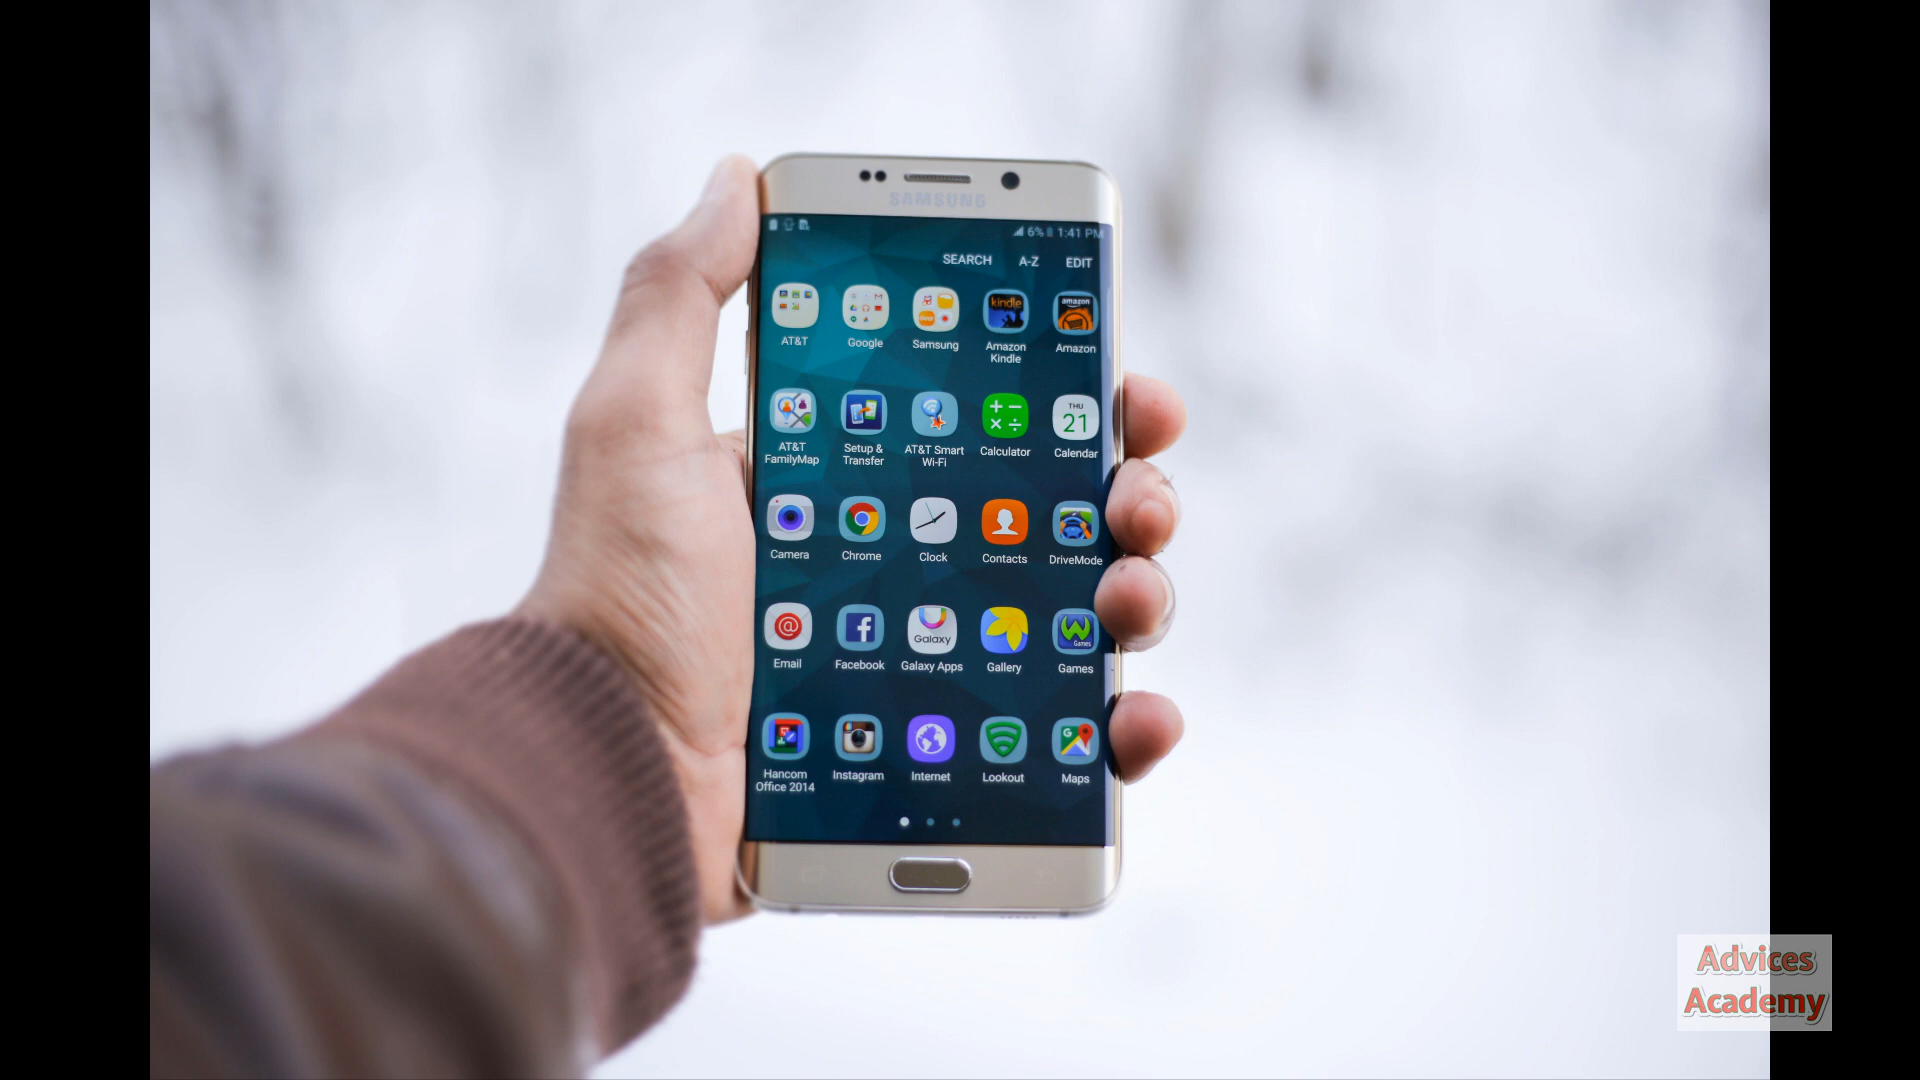 SAMSUNG
6% 1:41 PM
SEARCH A-Z EDIT
kindle amazon
AT&T Google Samsung Amazon Kindle Amazon
THU
21
AT&T FamilyMap Setup & Transfer AT&T Smart Wi-Fi Calculator Calendar
Camera Chrome Clock Contacts DriveMode
Galaxy Games
Email Facebook Galaxy Apps Gallery Games
Hancom Office 2014 Instagram Internet Lookout Maps
Advices
Academy